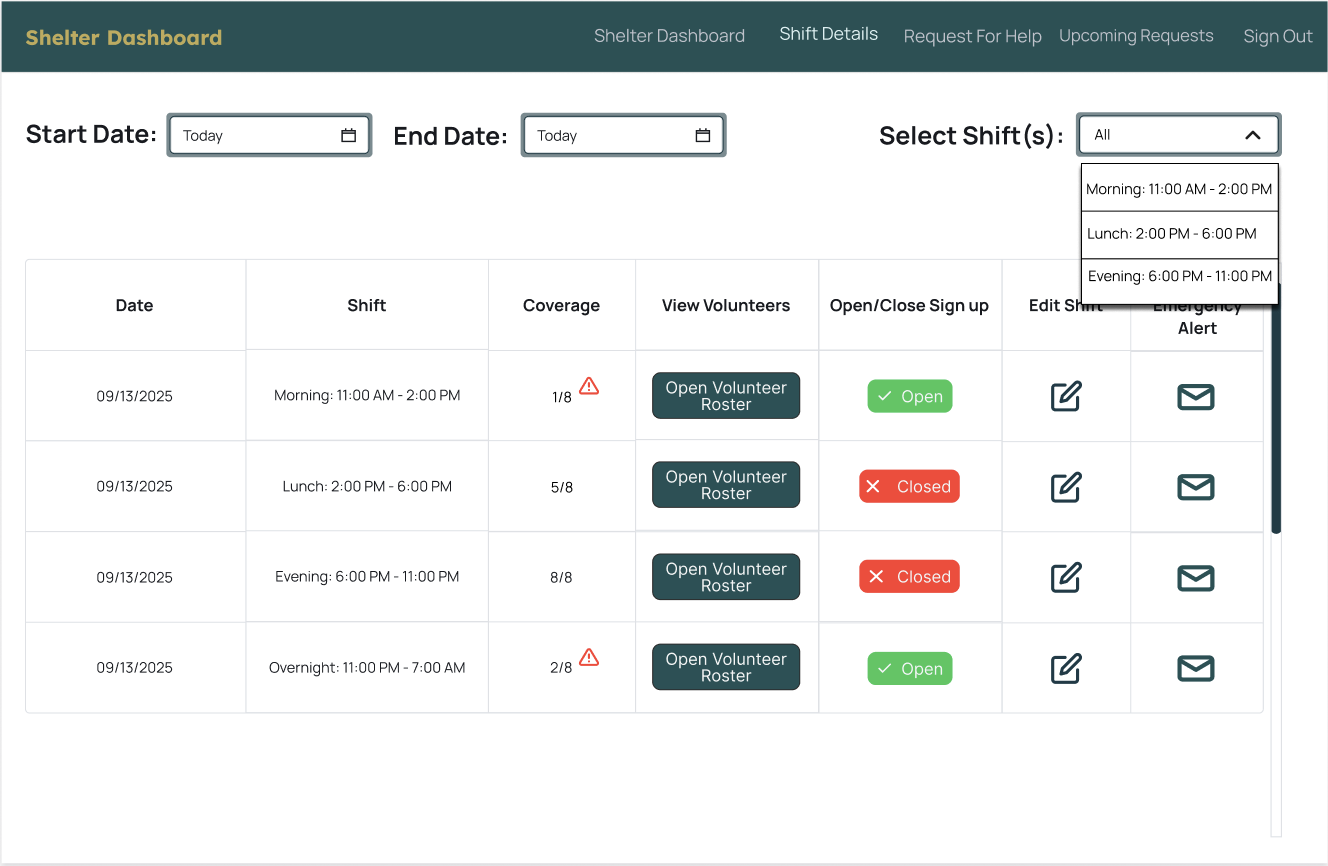 Shelter Dashboard
Shelter Dashboard Shift Details Request For Help Upcoming Requests Sign Out
Start Date: Today End Date: Today Select Shift(s): All
Morning: 11:00 AM - 2:00 PM
Lunch: 2:00 PM - 6:00 PM
Evening: 6:00 PM - 11:00 PM
Date Shift Coverage View Volunteers Open/Close Sign up Edit Shift Emergency
Alert
09/13/2025 Morning: 11:00 AM - 2:00 PM 1/8 Open Volunteer
Roster Open
09/13/2025 Lunch: 2:00 PM - 6:00 PM 5/8 Open Volunteer
Roster Closed
09/13/2025 Evening: 6:00 PM - 11:00 PM 8/8 Open Volunteer
Roster Closed
09/13/2025 Overnight: 11:00 PM - 7:00 AM 2/8 Open Volunteer
Roster Open